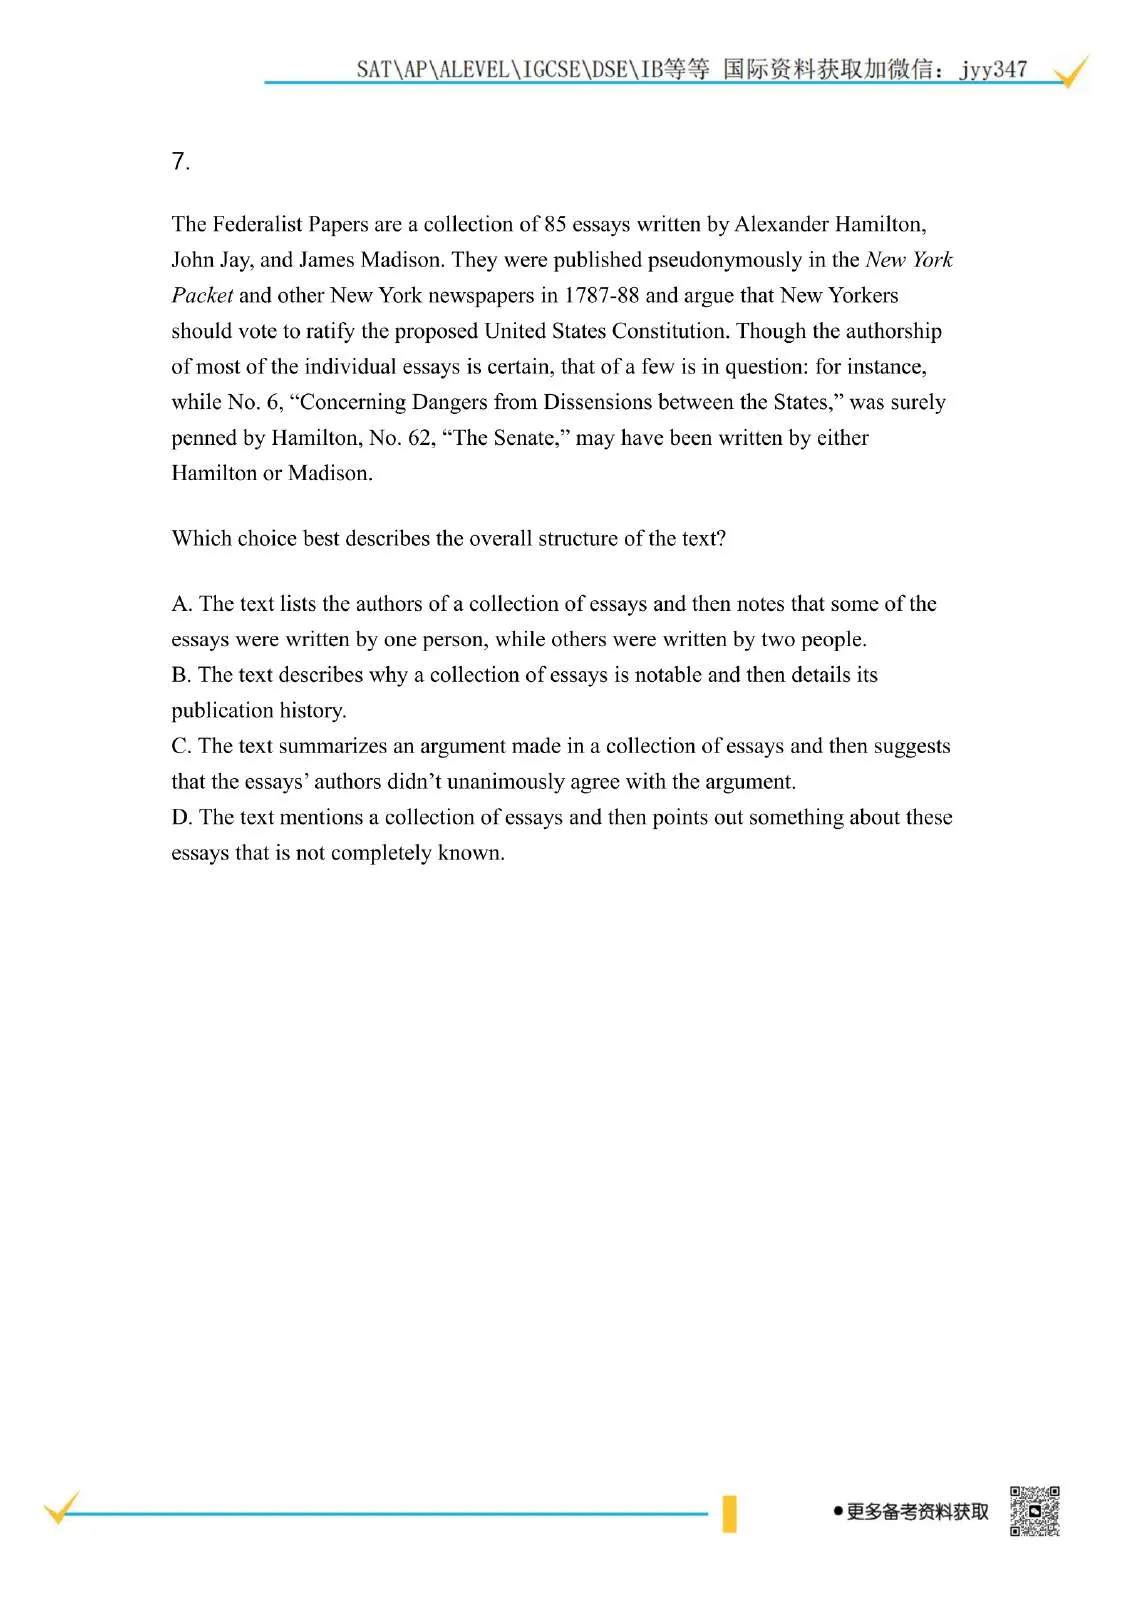 SAT\AP\ALEVEL\IGCSE\DSE\IB等等 国际资料获取加微信：jyy347
7.
The Federalist Papers are a collection of 85 essays written by Alexander Hamilton,
John Jay, and James Madison. They were published pseudonymously in the New York
Packet and other New York newspapers in 1787-88 and argue that New Yorkers
should vote to ratify the proposed United States Constitution. Though the authorship
of most of the individual essays is certain, that of a few is in question: for instance,
while No. 6, “Concerning Dangers from Dissensions between the States,” was surely
penned by Hamilton, No. 62, “The Senate,” may have been written by either
Hamilton or Madison.
Which choice best describes the overall structure of the text?
A. The text lists the authors of a collection of essays and then notes that some of the
essays were written by one person, while others were written by two people.
B. The text describes why a collection of essays is notable and then details its
publication history.
C. The text summarizes an argument made in a collection of essays and then suggests
that the essays’ authors didn’t unanimously agree with the argument.
D. The text mentions a collection of essays and then points out something about these
essays that is not completely known.
●更多备考资料获取